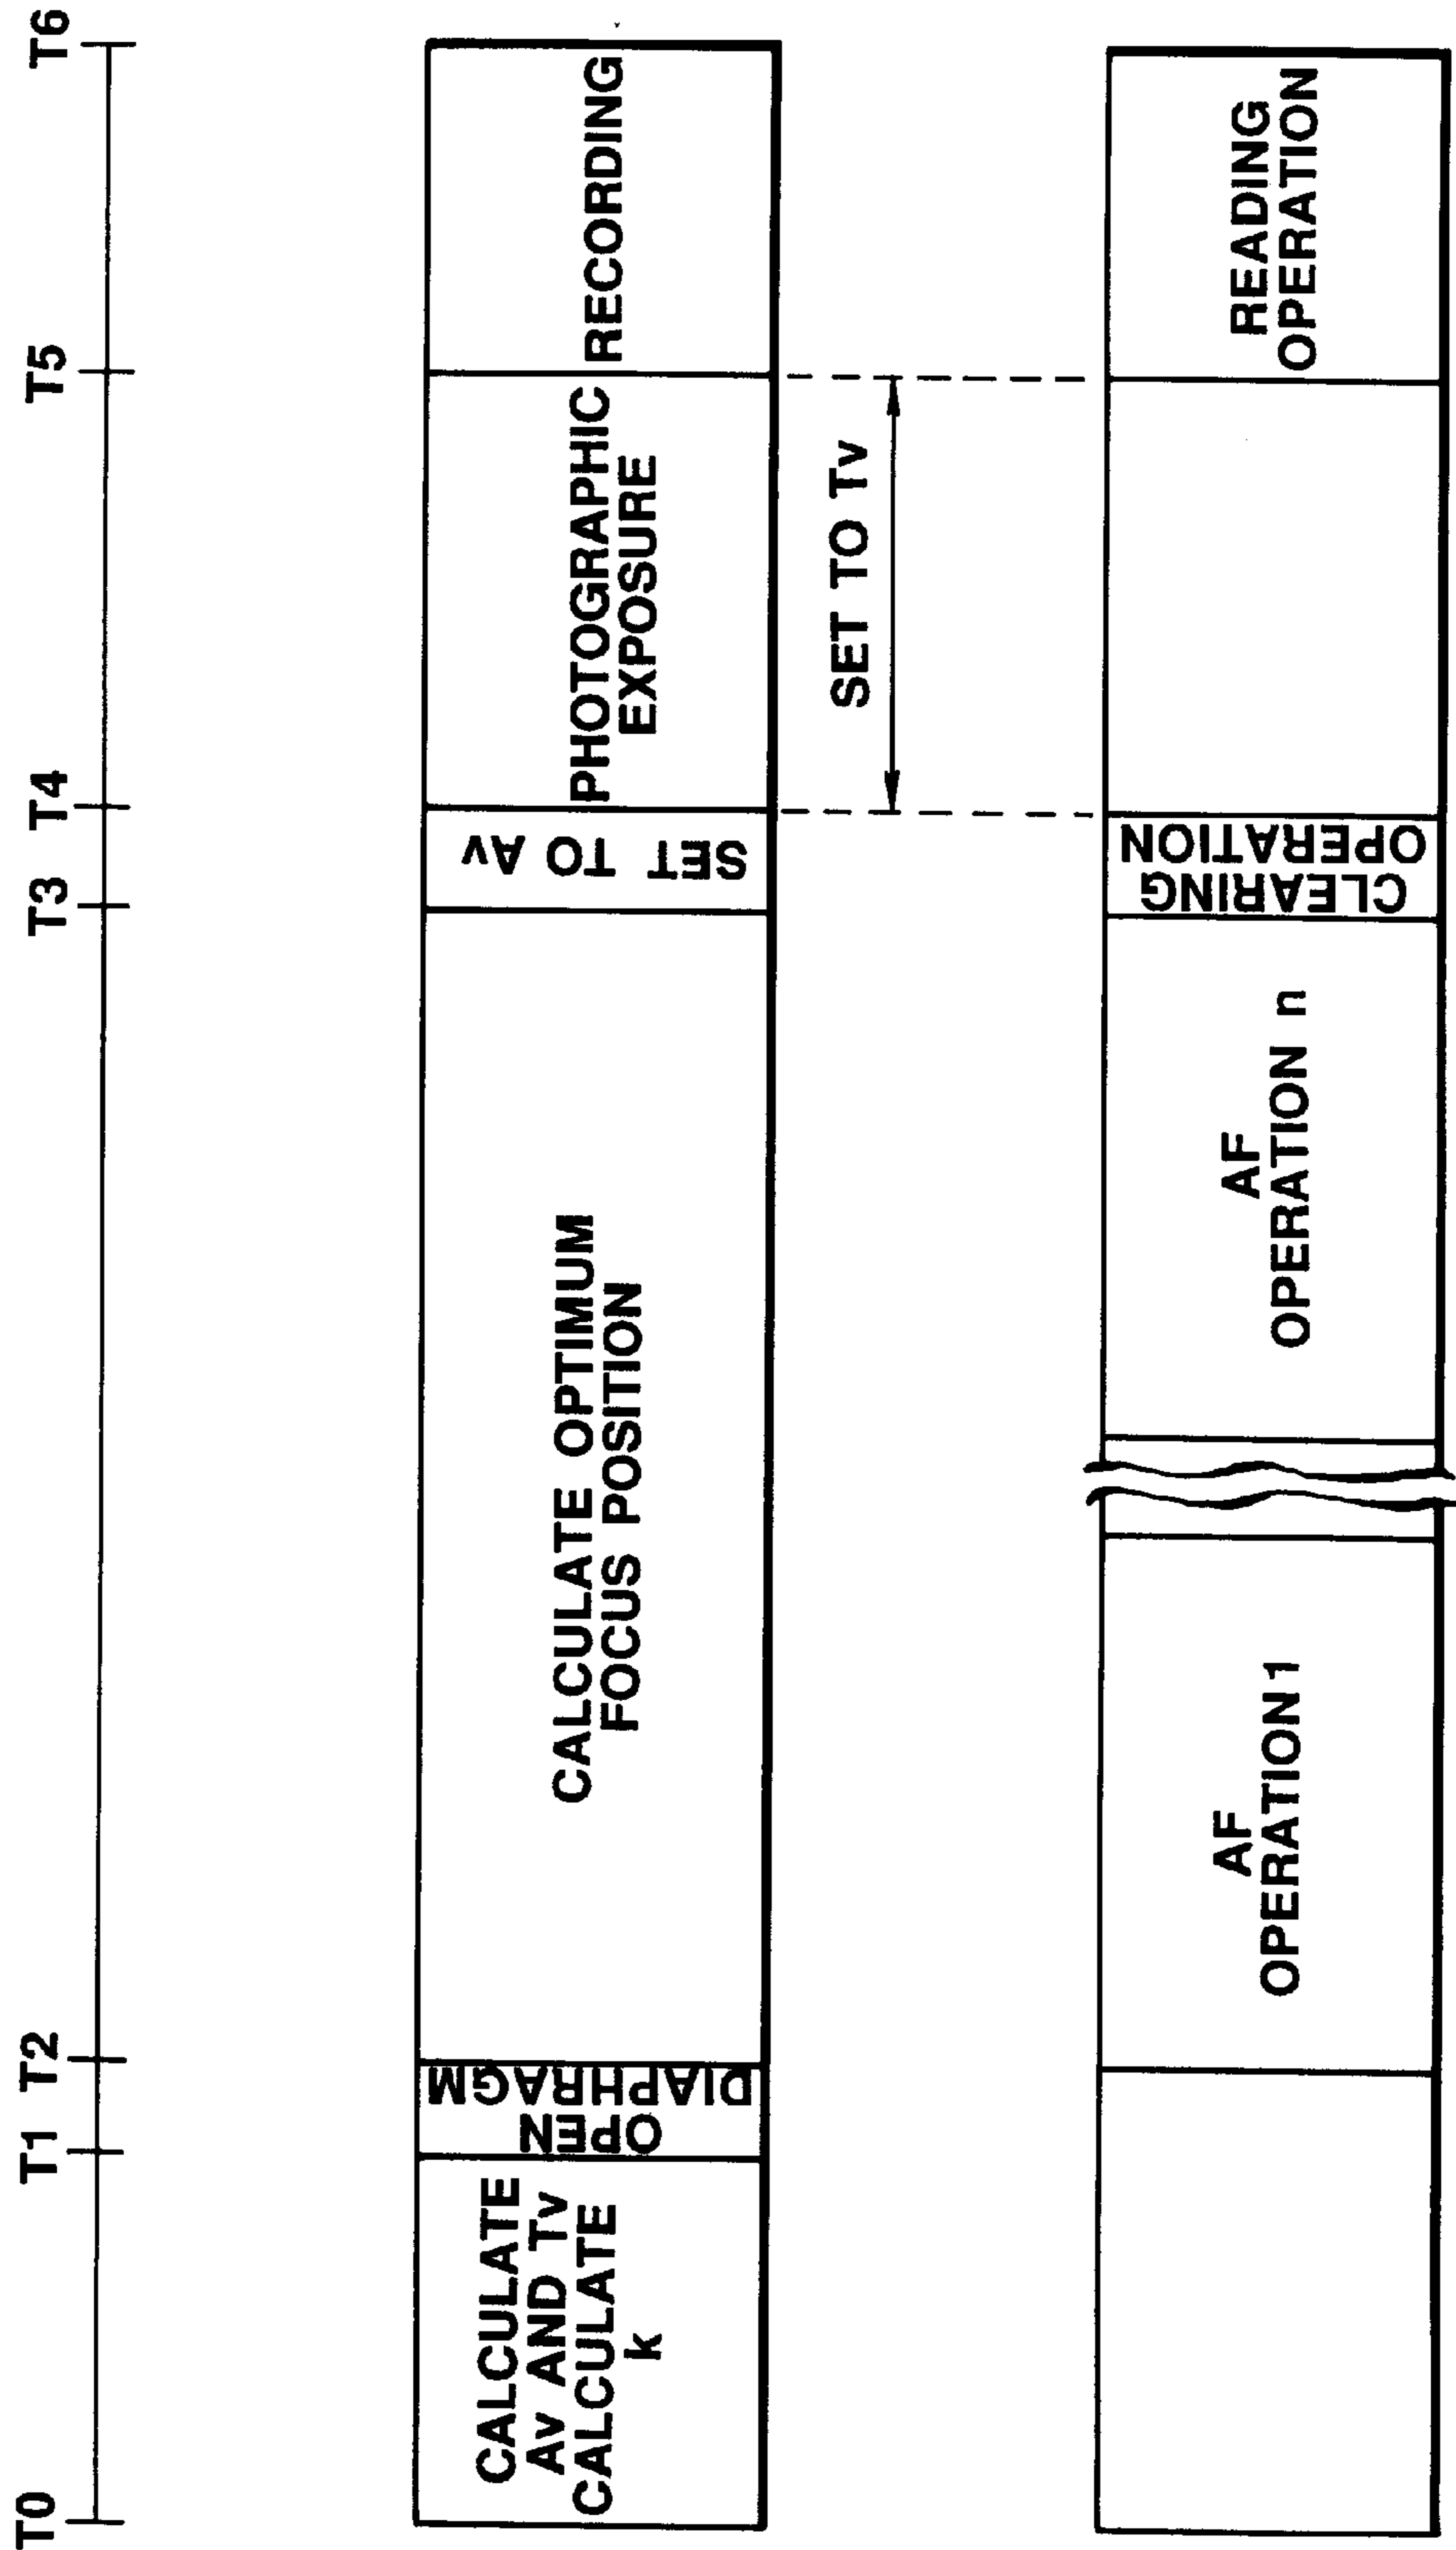 T0
T1
T2
T3
T4
T5
T6
CALCULATE
Av AND Tv
CALCULATE
k
OPEN
DIAPHRAGM
CALCULATE OPTIMUM
FOCUS POSITION
SET TO Av
PHOTOGRAPHIC
EXPOSURE
RECORDING
SET TO Tv
AF
OPERATION 1
AF
OPERATION n
CLEARING
OPERATION
READING
OPERATION